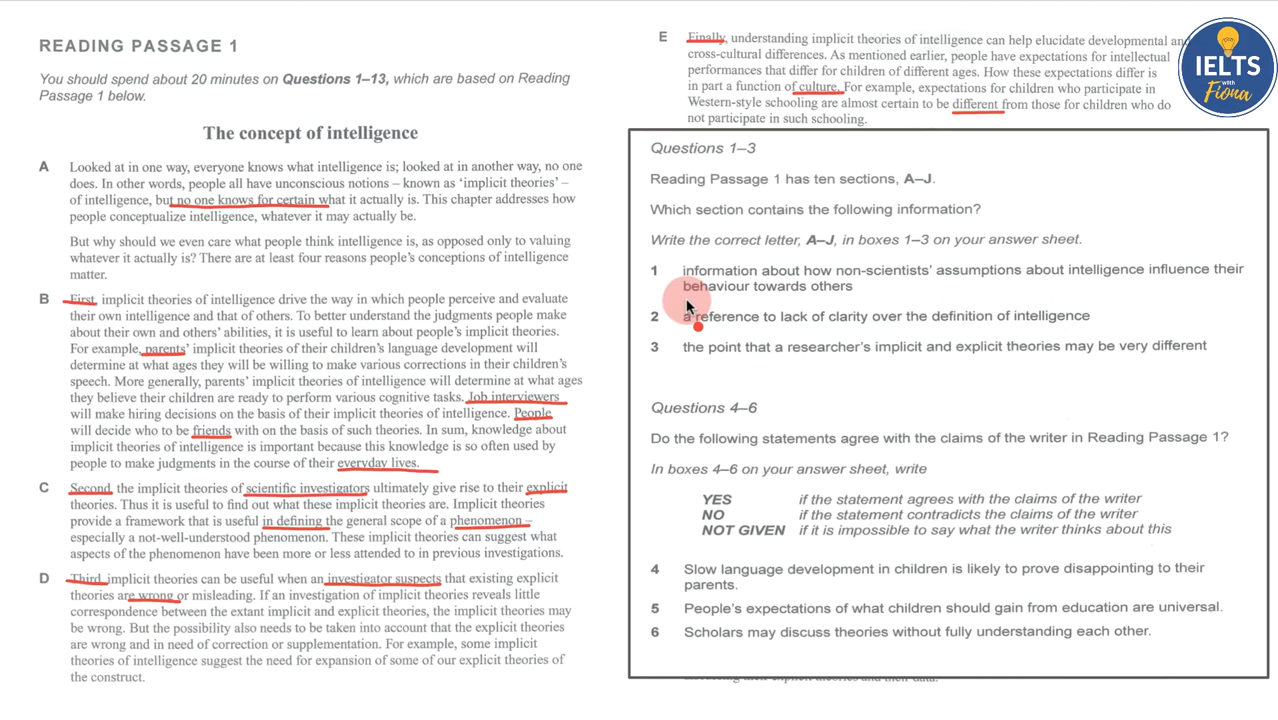 READING PASSAGE 1
You should spend about 20 minutes on Questions 1–13, which are based on Reading
Passage 1 below.
The concept of intelligence
A Looked at in one way, everyone knows what intelligence is; looked at in another way, no one
does. In other words, people all have unconscious notions – known as ‘implicit theories’ –
of intelligence, but no one knows for certain what it actually is. This chapter addresses how
people conceptualize intelligence, whatever it may actually be.
But why should we even care what people think intelligence is, as opposed only to valuing
whatever it actually is? There are at least four reasons people’s conceptions of intelligence
matter.
B First, implicit theories of intelligence drive the way in which people perceive and evaluate
their own intelligence and that of others. To better understand the judgments people make
about their own and others’ abilities, it is useful to learn about people’s implicit theories.
For example, parents’ implicit theories of their children’s language development will
determine at what ages they will be willing to make various corrections in their children’s
speech. More generally, parents’ implicit theories of intelligence will determine at what ages
they believe their children are ready to perform various cognitive tasks. Job interviewers
will make hiring decisions on the basis of their implicit theories of intelligence. People
will decide who to be friends with on the basis of such theories. In sum, knowledge about
implicit theories of intelligence is important because this knowledge is so often used by
people to make judgments in the course of their everyday lives.
C Second, the implicit theories of scientific investigators ultimately give rise to their explicit
theories. Thus it is useful to find out what these implicit theories are. Implicit theories
provide a framework that is useful in defining the general scope of a phenomenon –
especially a not-well-understood phenomenon. These implicit theories can suggest what
aspects of the phenomenon have been more or less attended to in previous investigations.
D Third, implicit theories can be useful when an investigator suspects that existing explicit
theories are wrong or misleading. If an investigation of implicit theories reveals little
correspondence between the extant implicit and explicit theories, the implicit theories may
be wrong. But the possibility also needs to be taken into account that the explicit theories
are wrong and in need of correction or supplementation. For example, some implicit
theories of intelligence suggest the need for expansion of some of our explicit theories of
the construct.
E Finally, understanding implicit theories of intelligence can help elucidate developmental and
cross-cultural differences. As mentioned earlier, people have expectations for intellectual
performances that differ for children of different ages. How these expectations differ is
in part a function of culture. For example, expectations for children who participate in
Western-style schooling are almost certain to be different from those for children who do
not participate in such schooling.
IELTS
with
Fiona
Questions 1–3
Reading Passage 1 has ten sections, A–J.
Which section contains the following information?
Write the correct letter, A–J, in boxes 1–3 on your answer sheet.
1 information about how non-scientists’ assumptions about intelligence influence their
behaviour towards others
2 a reference to lack of clarity over the definition of intelligence
3 the point that a researcher’s implicit and explicit theories may be very different
Questions 4–6
Do the following statements agree with the claims of the writer in Reading Passage 1?
In boxes 4–6 on your answer sheet, write
YES if the statement agrees with the claims of the writer
NO if the statement contradicts the claims of the writer
NOT GIVEN if it is impossible to say what the writer thinks about this
4 Slow language development in children is likely to prove disappointing to their
parents.
5 People’s expectations of what children should gain from education are universal.
6 Scholars may discuss theories without fully understanding each other.